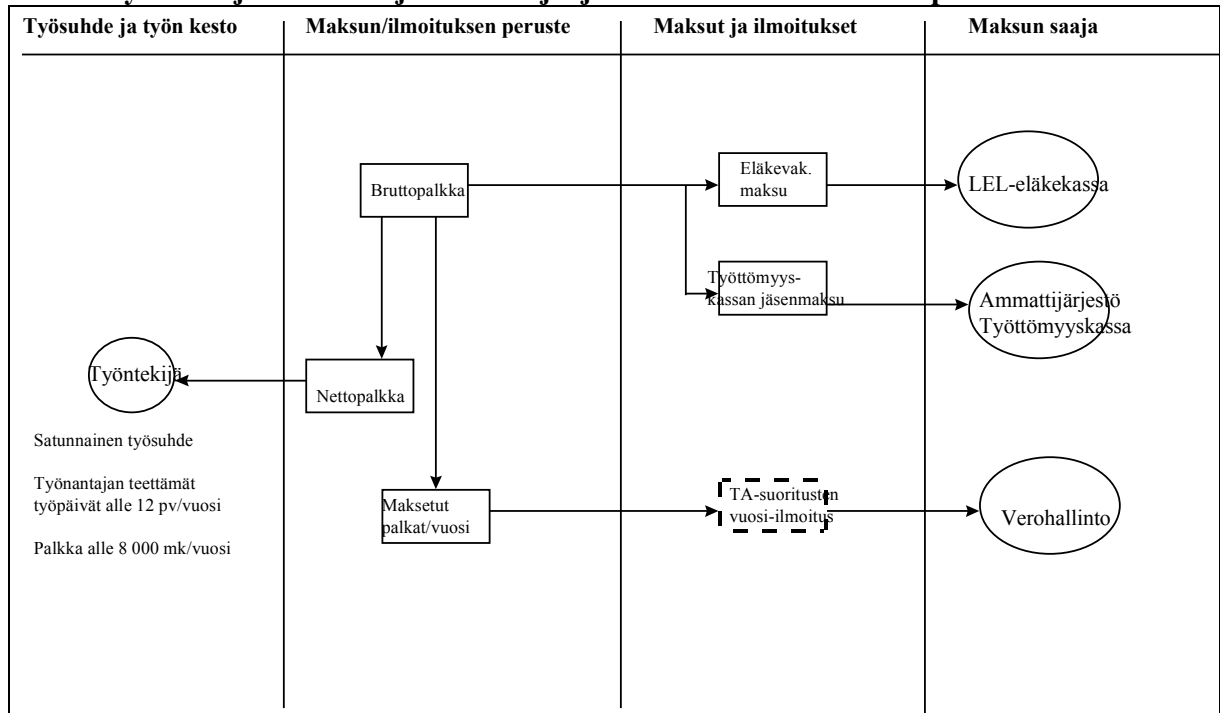 Työsuhde ja työn kesto
Maksun/ilmoituksen peruste
Maksut ja ilmoitukset
Maksun saaja
Bruttopalkka
Eläkevak.
maksu
LEL-eläkekassa
Työttömyys-
kassan jäsenmaksu
Ammattijärjestö
Työttömyyskassa
Työntekijä
Nettopalkka
Satunnainen työsuhde
Työnantajan teettämät
työpäivät alle 12 pv/vuosi
Palkka alle 8 000 mk/vuosi
Maksetut
palkat/vuosi
TA-suoritusten
vuosi-ilmoitus
Verohallinto